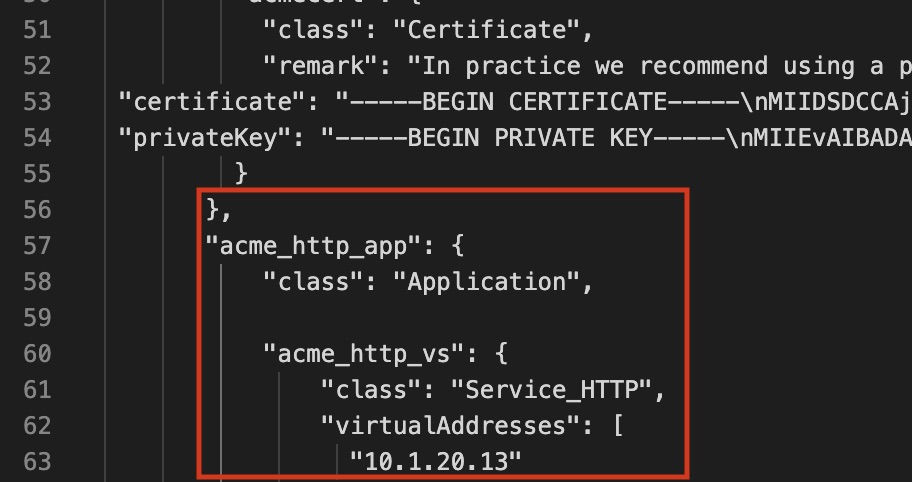 51 "class": "Certificate",
52 "remark": "In practice we recommend using a p
53 "certificate": "-----BEGIN CERTIFICATE-----\nMIIDSDCCAj
54 "privateKey": "-----BEGIN PRIVATE KEY-----\nMIIEvAIBADA
55 }
56 },
57 "acme_http_app": {
58 "class": "Application",
59
60 "acme_http_vs": {
61 "class": "Service_HTTP",
62 "virtualAddresses": [
63 "10.1.20.13"